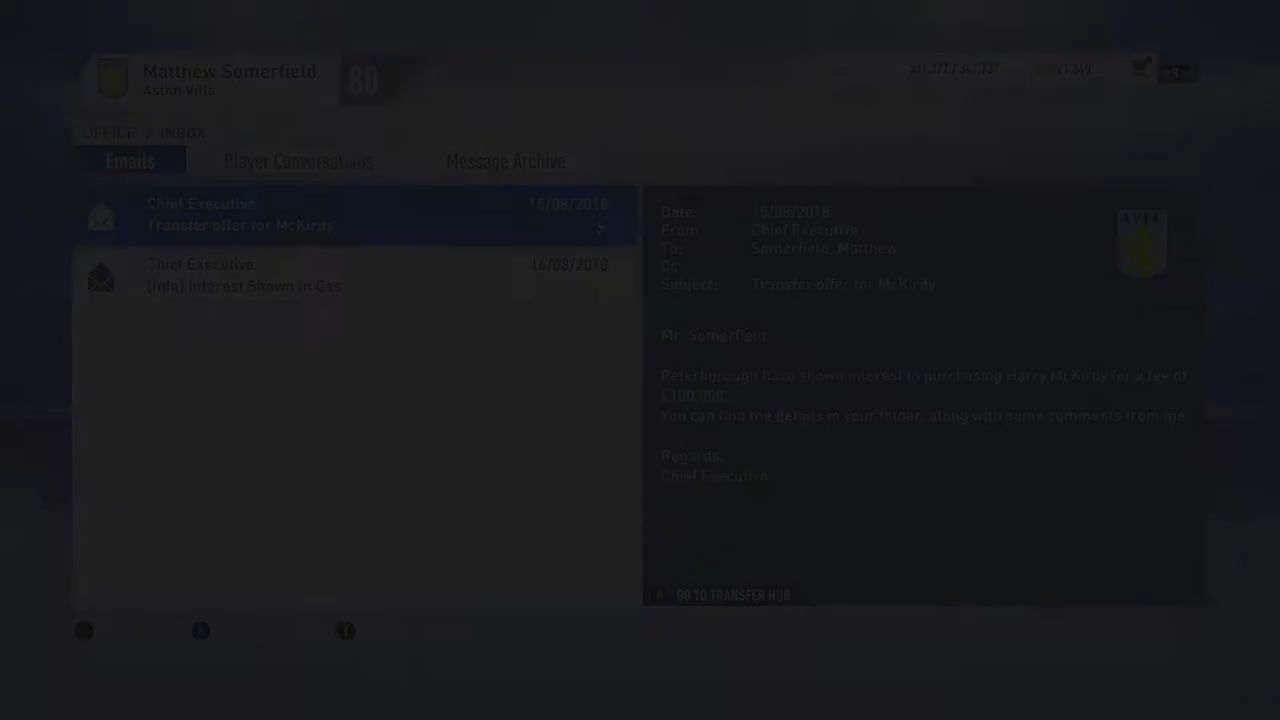 Matthew Somerfield
80
Aston Villa
OFFICE > INBOX
Emails
Player Conversations
Message Archive
Chief Executive
15/08/2018
Transfer offer for McKirdy
Chief Executive
14/08/2018
[Info] Interest Shown In Cas
Date: 15/08/2018
From: Chief Executive
To: Somerfield, Matthew
Cc:
Subject: Transfer offer for McKirdy
AVFC
Mr. Somerfield
Peterborough have shown interest in purchasing Harry McKirdy for a fee of
£100,000.
You can find the details in your folder, along with some comments from me.
Regards,
Chief Executive
GO TO TRANSFER HUB